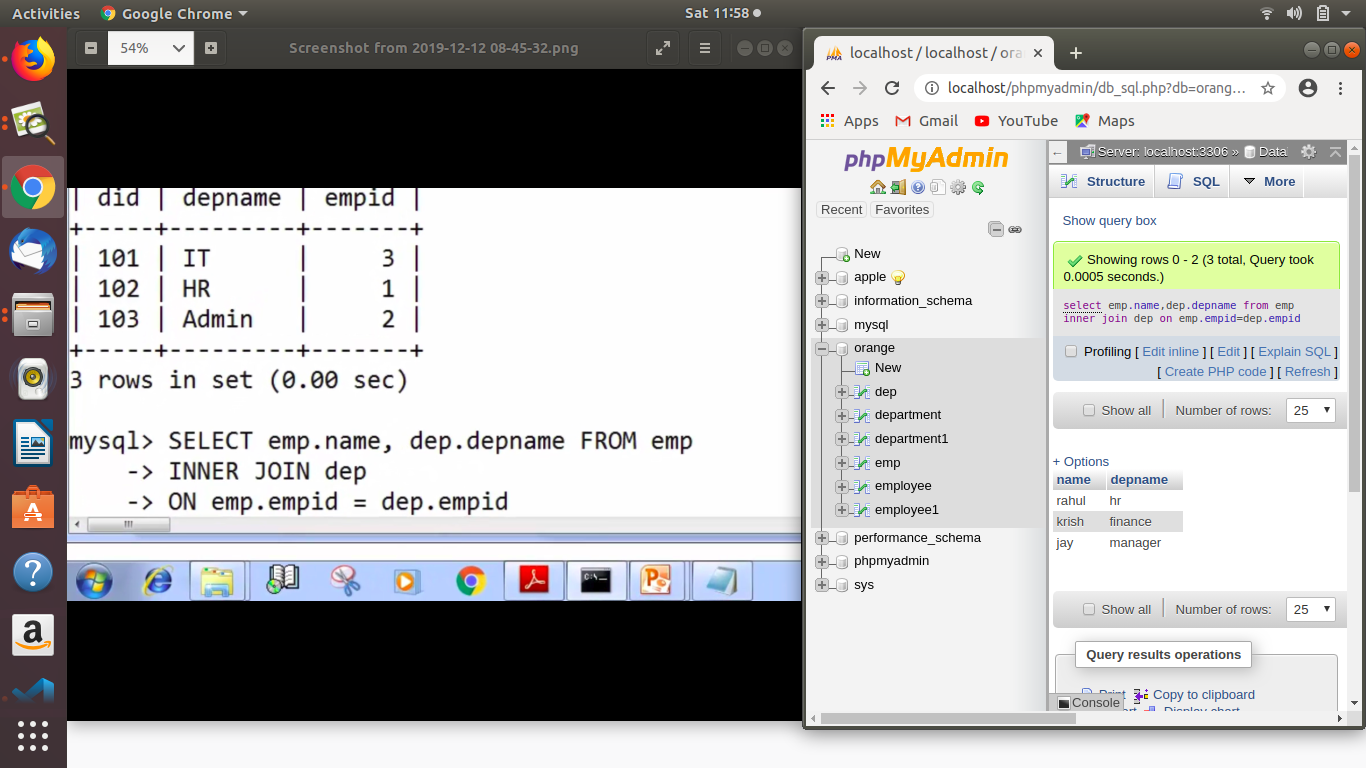 Activities
Google Chrome
Sat 11:58
54%
Screenshot from 2019-12-12 08-45-32.png
| did | depname | empid |
+-----+---------+-------+
| 101 | IT | 3 |
| 102 | HR | 1 |
| 103 | Admin | 2 |
+-----+---------+-------+
3 rows in set (0.00 sec)
mysql> SELECT emp.name, dep.depname FROM emp
-> INNER JOIN dep
-> ON emp.empid = dep.empid
localhost / localhost / ora
localhost/phpmyadmin/db_sql.php?db=orang...
Apps
Gmail
YouTube
Maps
phpMyAdmin
Recent
Favorites
New
apple
information_schema
mysql
orange
New
dep
department
department1
emp
employee
employee1
performance_schema
phpmyadmin
sys
Server: localhost:3306 » Data
Structure
SQL
More
Show query box
Showing rows 0 - 2 (3 total, Query took
0.0005 seconds.)
select emp.name,dep.depname from emp
inner join dep on emp.empid=dep.empid
Profiling [ Edit inline ] [ Edit ] [ Explain SQL ]
[ Create PHP code ] [ Refresh ]
Show all
Number of rows:
25
+ Options
name depname
rahul hr
krish finance
jay manager
Show all
Number of rows:
25
Query results operations
Print
Copy to clipboard
Display chart
Console